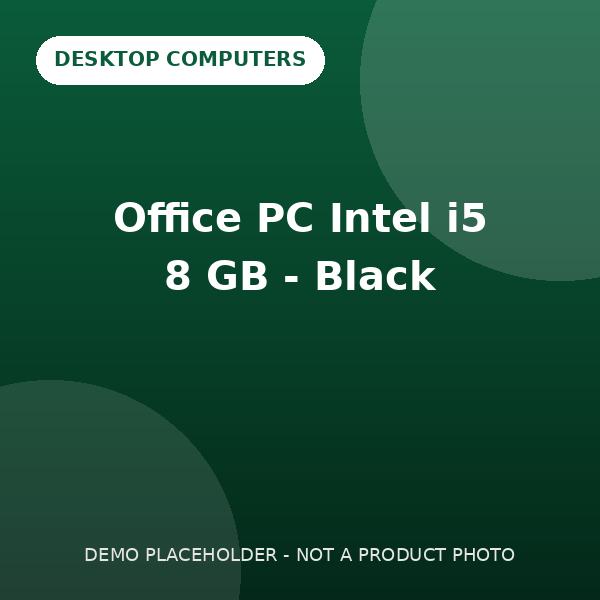 DESKTOP COMPUTERS
Office PC Intel i5
8 GB - Black
DEMO PLACEHOLDER - NOT A PRODUCT PHOTO